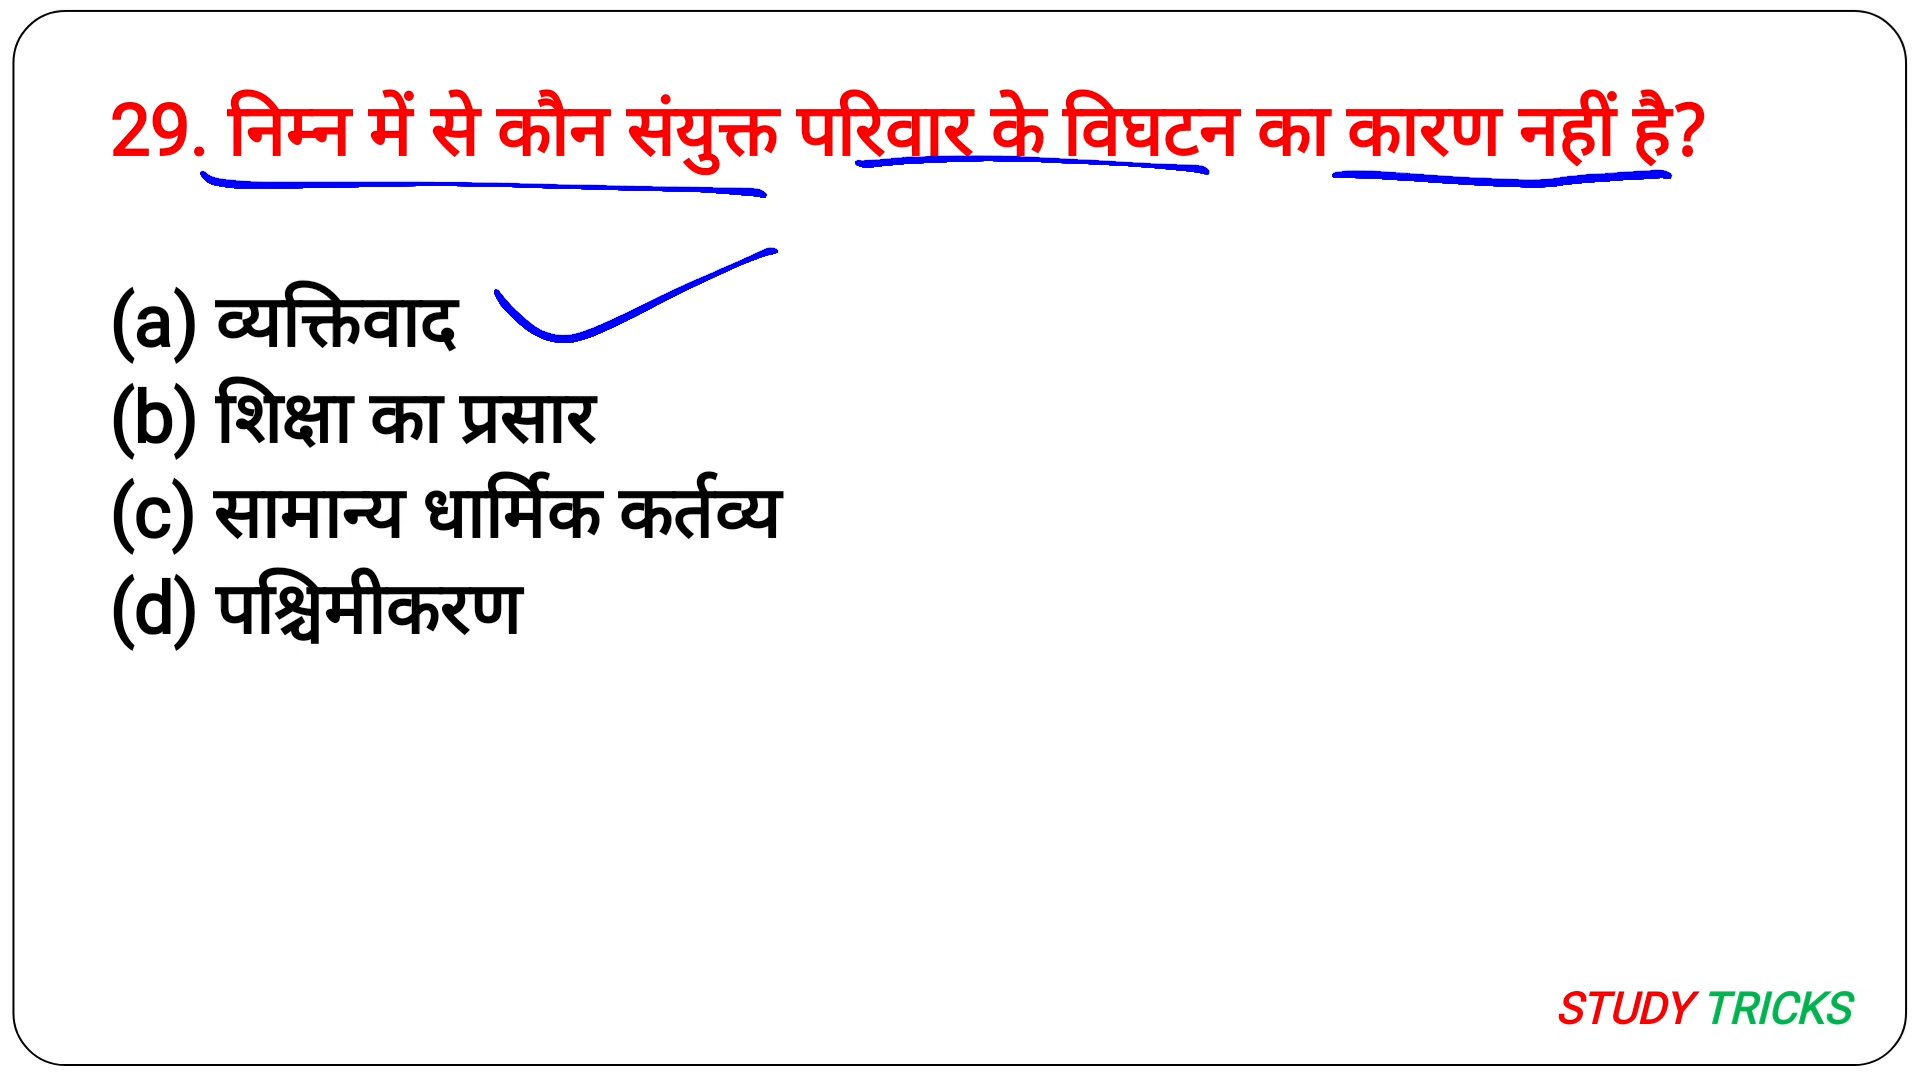 29. निम्न में से कौन संयुक्त परिवार के विघटन का कारण नहीं है?
(a) व्यक्तिवाद
(b) शिक्षा का प्रसार
(c) सामान्य धार्मिक कर्तव्य
(d) पश्चिमीकरण
STUDY TRICKS